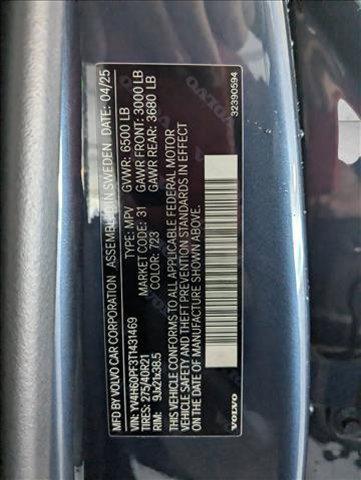 ASSEMBLED IN SWEDEN DATE: 04/25
VOLVO CAR CORPORATION
GVWR: 6500 LB
TYPE: MPV
GAWR FRONT: 3000 LB
MARKET CODE: 31
GAWR REAR: 3680 LB
COLOR: 723
VIN: YV4H60PF3T1431469
TIRES: 275/40R21
RIM: 9Jx21x38.5
THIS VEHICLE CONFORMS TO ALL APPLICABLE FEDERAL MOTOR
VEHICLE SAFETY, BUMPER, AND THEFT PREVENTION STANDARDS IN EFFECT
ON THE DATE OF MANUFACTURE SHOWN ABOVE.
VOLVO
32390594